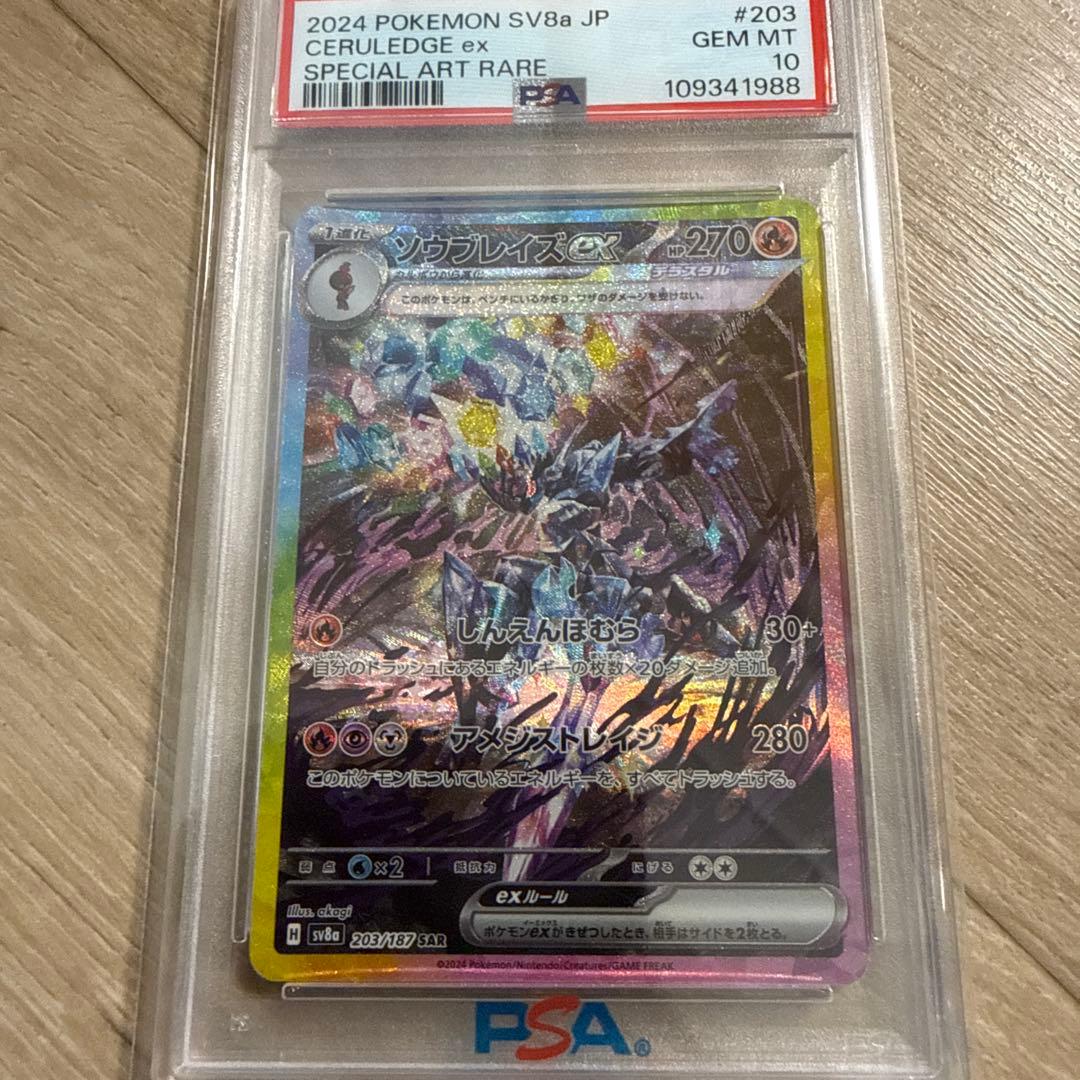 2024 POKEMON SV8a JP #203
CERULEDGE ex GEM MT
SPECIAL ART RARE 10
PSA 109341988
1進化 ソウブレイズex HP270
カルボウから進化 テラスタル
このポケモンは、ベンチにいるかぎり、ワザのダメージを受けない。
しんえんほむら 30+
自分のトラッシュにあるエネルギーの枚数×20ダメージ追加。
アメジストレイジ 280
このポケモンについているエネルギーを、すべてトラッシュする。
弱点 ×2 抵抗力 にげる
exルール
ポケモンexがきぜつしたとき、相手はサイドを2枚とる。
Illus. akagi
H SV8a 203/187 SAR
©2024 Pokémon/Nintendo/Creatures/GAME FREAK
PSA®